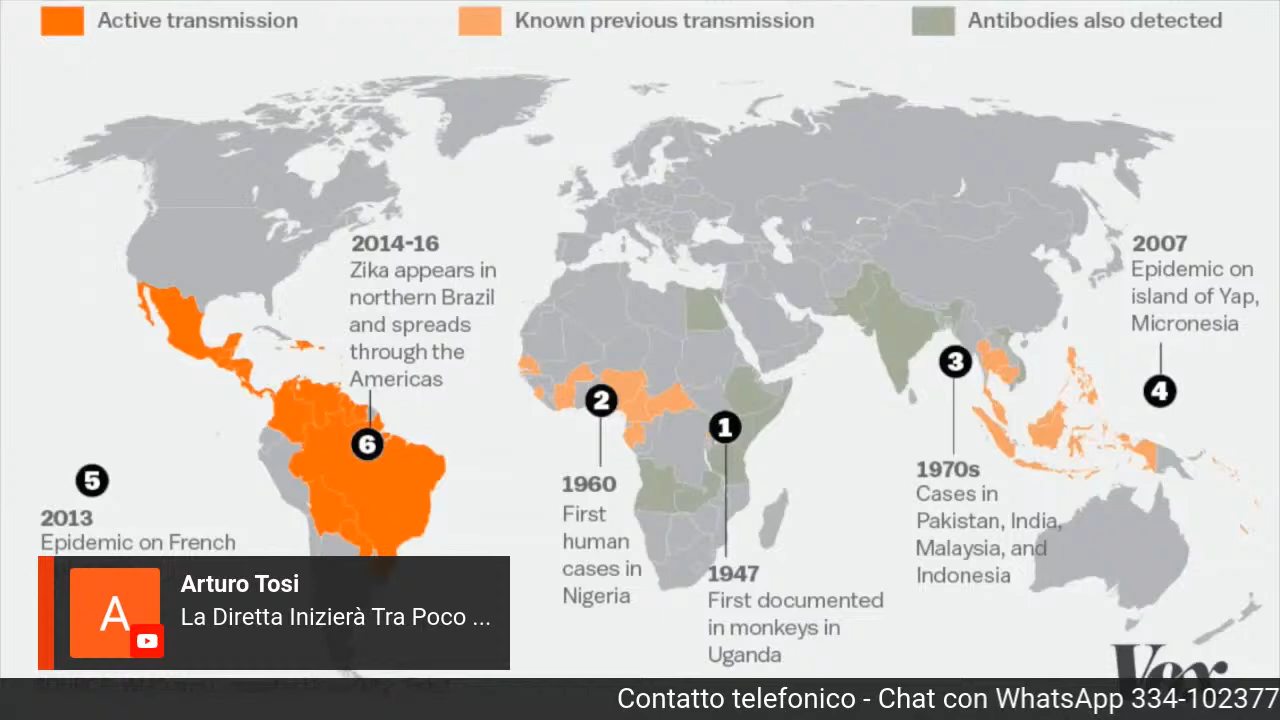 Active transmission
Known previous transmission
Antibodies also detected
2014-16
Zika appears in
northern Brazil
and spreads
through the
Americas
6
5
2013
Epidemic on French
2
1960
First
human
cases in
Nigeria
1
1947
First documented
in monkeys in
Uganda
3
1970s
Cases in
Pakistan, India,
Malaysia, and
Indonesia
2007
Epidemic on
island of Yap,
Micronesia
4
Vox
A
Arturo Tosi
La Diretta Inizierà Tra Poco ...
Contatto telefonico - Chat con WhatsApp 334-102377